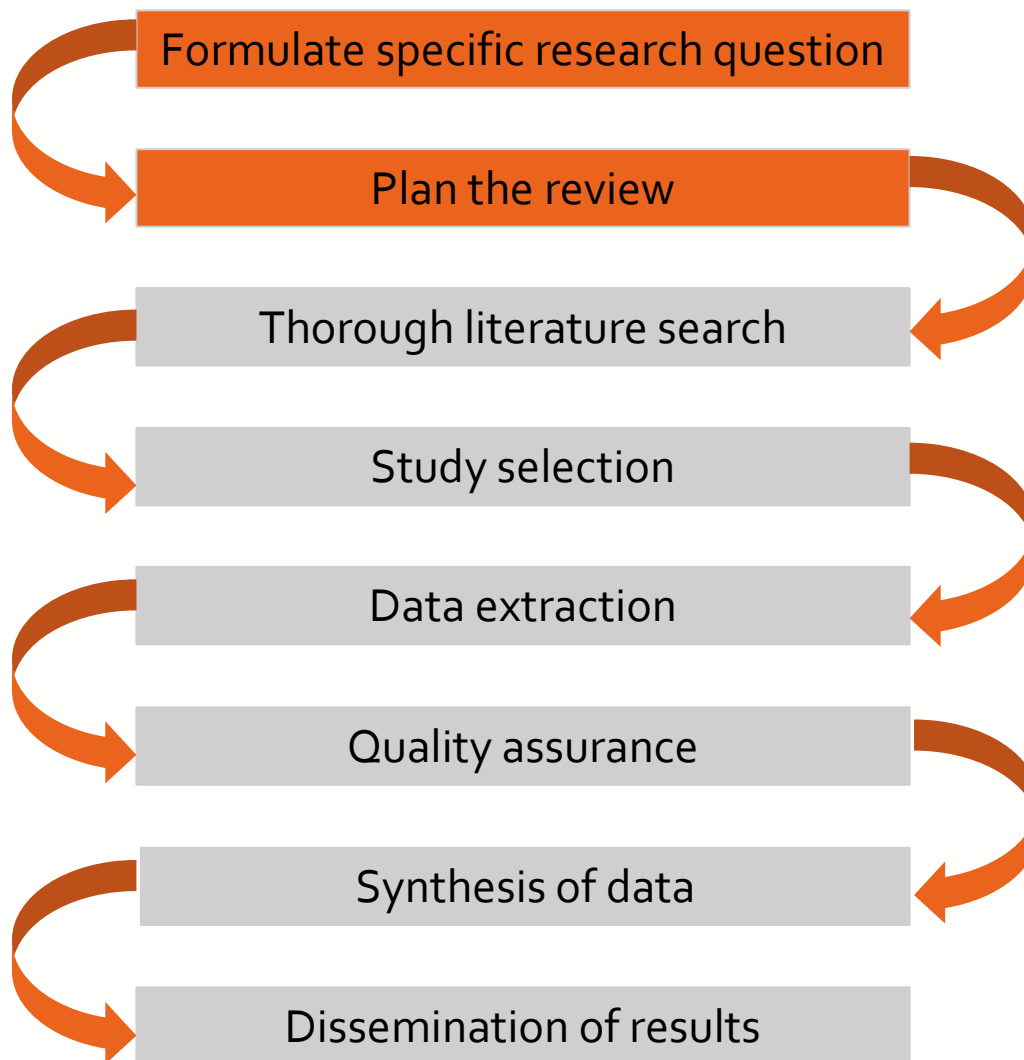 Formulate specific research question
Plan the review
Thorough literature search
Study selection
Data extraction
Quality assurance
Synthesis of data
Dissemination of results